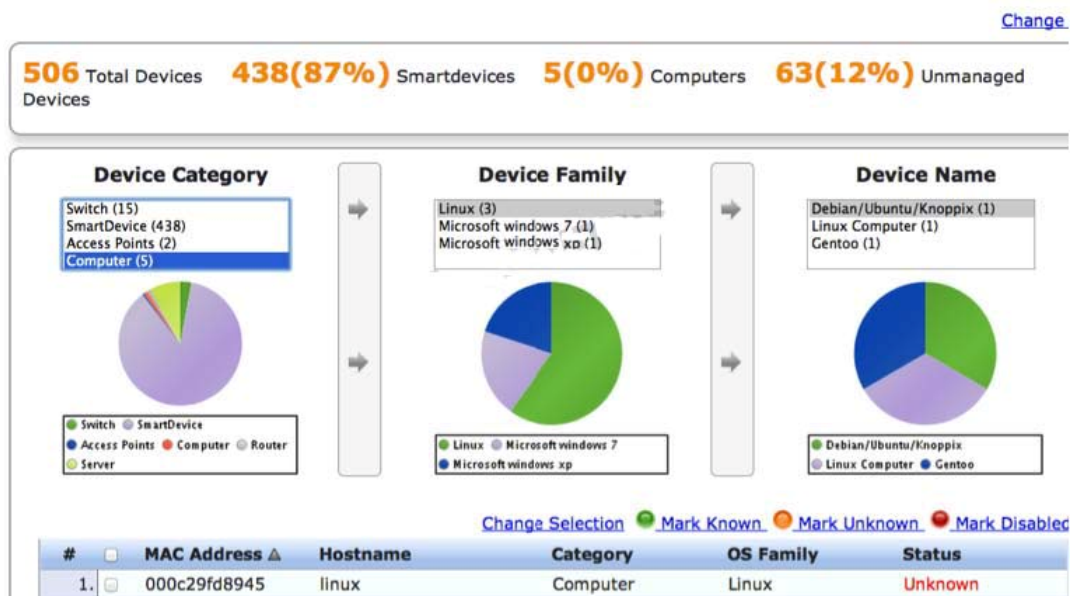 Change
506 Total Devices 438(87%) Smartdevices 5(0%) Computers 63(12%) Unmanaged
Devices
Device Category
Switch (15)
SmartDevice (438)
Access Points (2)
Computer (5)
Switch SmartDevice
Access Points Computer Router
Server
Device Family
Linux (3)
Microsoft windows 7 (1)
Microsoft windows xp (1)
Linux Microsoft windows 7
Microsoft windows xp
Device Name
Debian/Ubuntu/Knoppix (1)
Linux Computer (1)
Gentoo (1)
Debian/Ubuntu/Knoppix
Linux Computer Gentoo
Change Selection Mark Known Mark Unknown Mark Disabled
# MAC Address Hostname Category OS Family Status
1. 000c29fd8945 linux Computer Linux Unknown